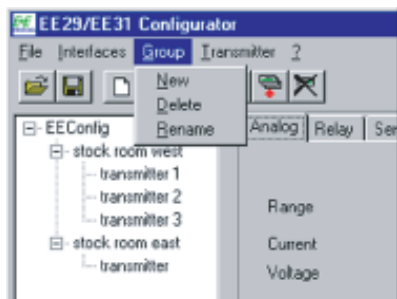 EE29/EE31 Configurator
File Interfaces Group Transmitter ?
New
Delete
Rename
EEConfig
stock room west
transmitter 1
transmitter 2
transmitter 3
stock room east
transmitter
Analog Relay
Range
Current
Voltage